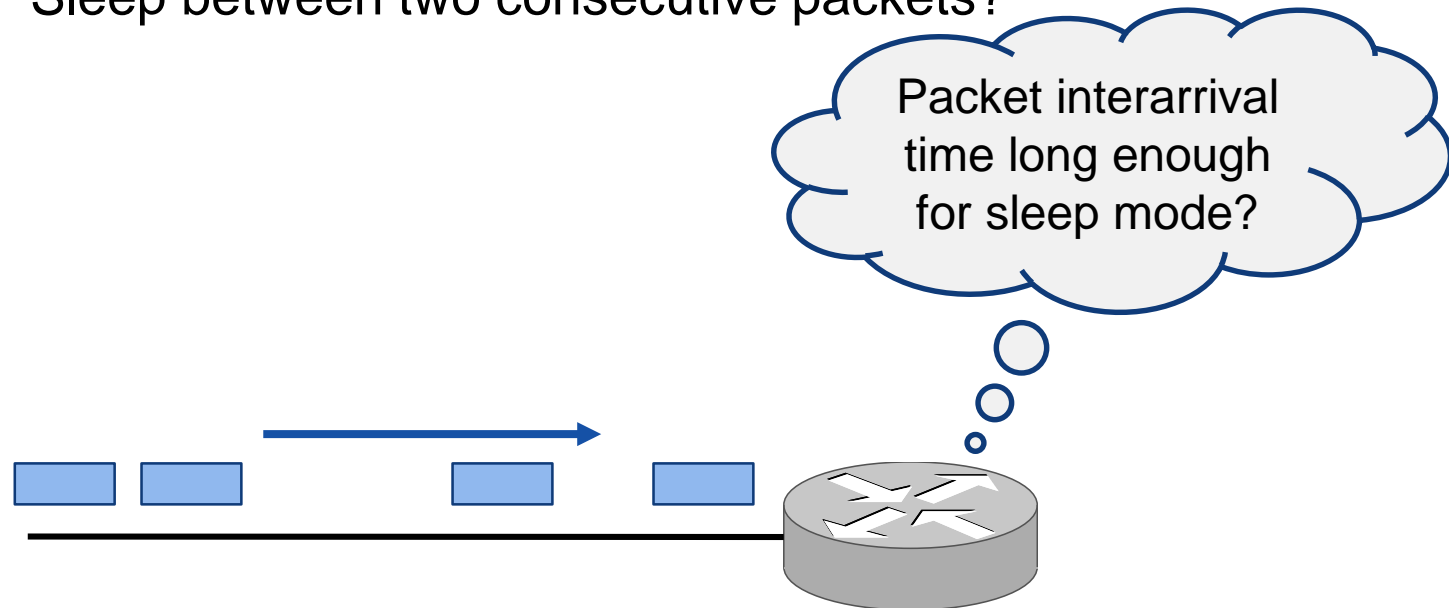 Sleep between two consecutive packets?
Packet interarrival
time long enough
for sleep mode?